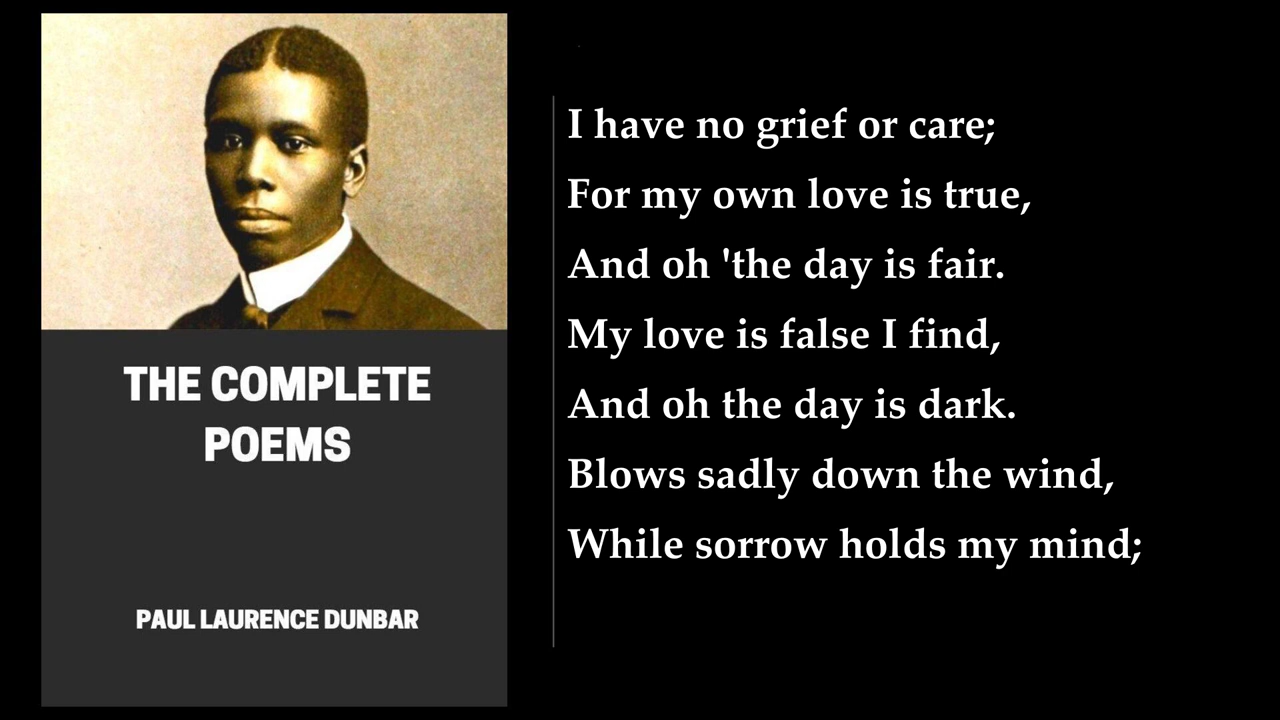 THE COMPLETE
POEMS
PAUL LAURENCE DUNBAR
I have no grief or care;
For my own love is true,
And oh 'the day is fair.
My love is false I find,
And oh the day is dark.
Blows sadly down the wind,
While sorrow holds my mind;